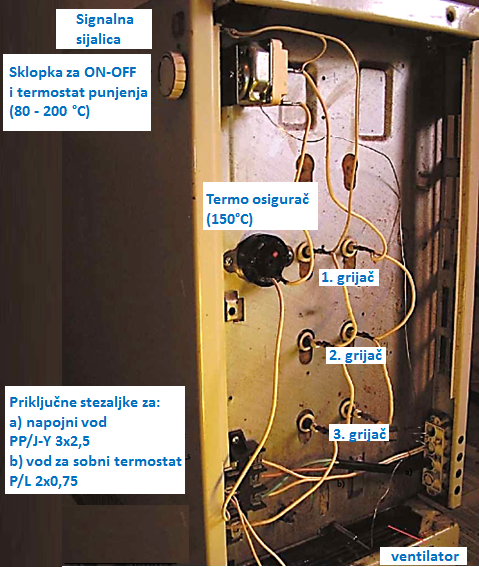 Signalna
sijalica
Sklopka za ON-OFF
i termostat punjenja
(80 - 200 °C)
Termo osigurač
(150°C)
1. grijač
2. grijač
3. grijač
Priključne stezaljke za:
a) napojni vod
PP/J-Y 3x2,5
b) vod za sobni termostat
P/L 2x0,75
b)
a)
ventilator